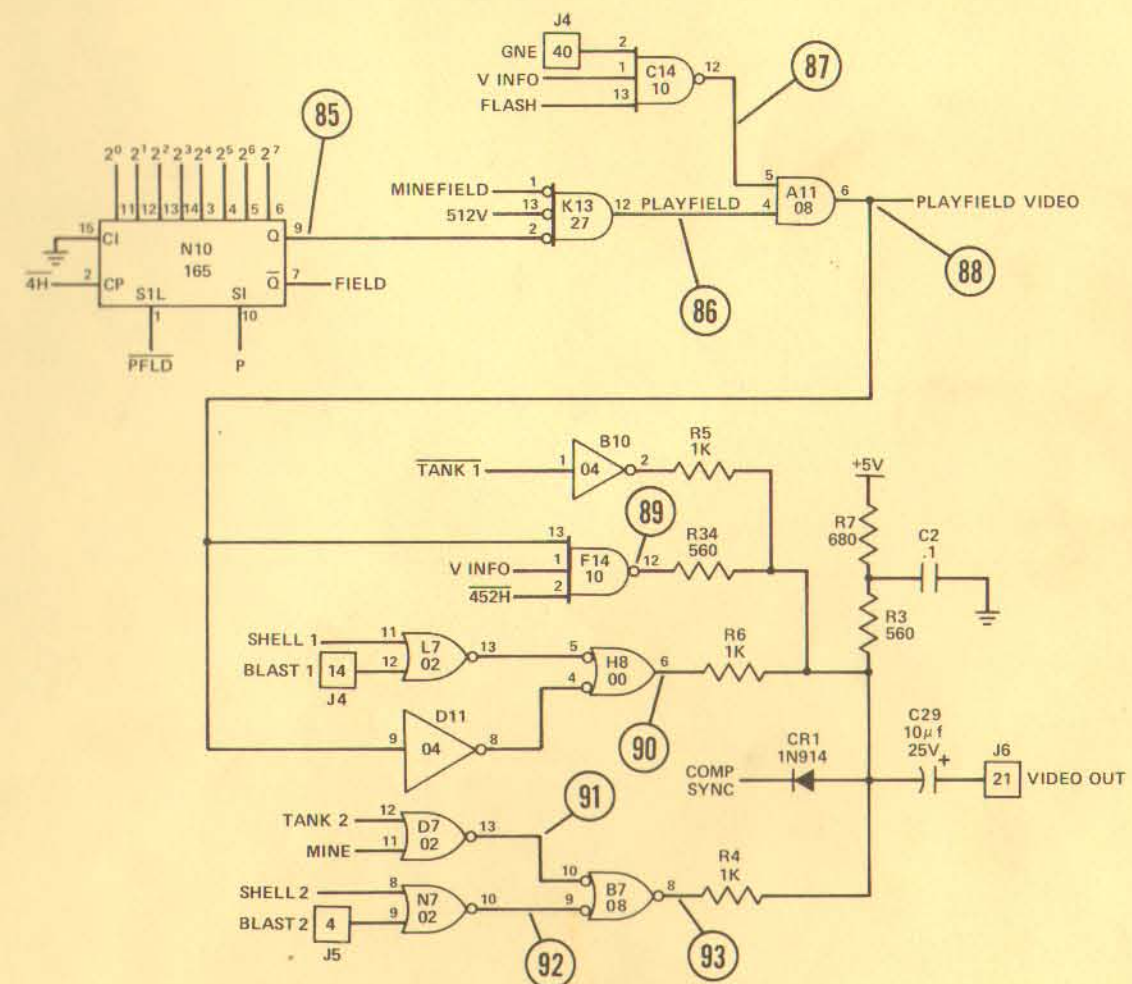 J4
GNE 40 2
V INFO 1
FLASH 13
C14
10
12
87
85
2⁰ 2¹ 2² 2³ 2⁴ 2⁵ 2⁶ 2⁷
11 12 13 14 3 4 5 6
15 CI
N10
165
Q 9
4H 2 CP
Q 7 FIELD
S1L SI
1 10
PFLD P
MINEFIELD 1
512V 13
2
K13
27
12 PLAYFIELD
86
5
4
A11
08
6
PLAYFIELD VIDEO
88
TANK 1 1
B10
04
2
R5
1K
13
V INFO 1
452H 2
F14
10
12
89
R34
560
+5V
R7
680
C2
.1
R3
560
SHELL 1 11
BLAST 1 14 12
J4
L7
02
13
5
4
H8
00
6
90
R6
1K
D11
9 04 8
COMP
SYNC
CR1
1N914
C29
10µf
25V
+
J6
21 VIDEO OUT
TANK 2 12
MINE 11
D7
02
13
91
SHELL 2 8
BLAST 2 4 9
J5
N7
02
10
92
10
9
B7
08
8
93
R4
1K